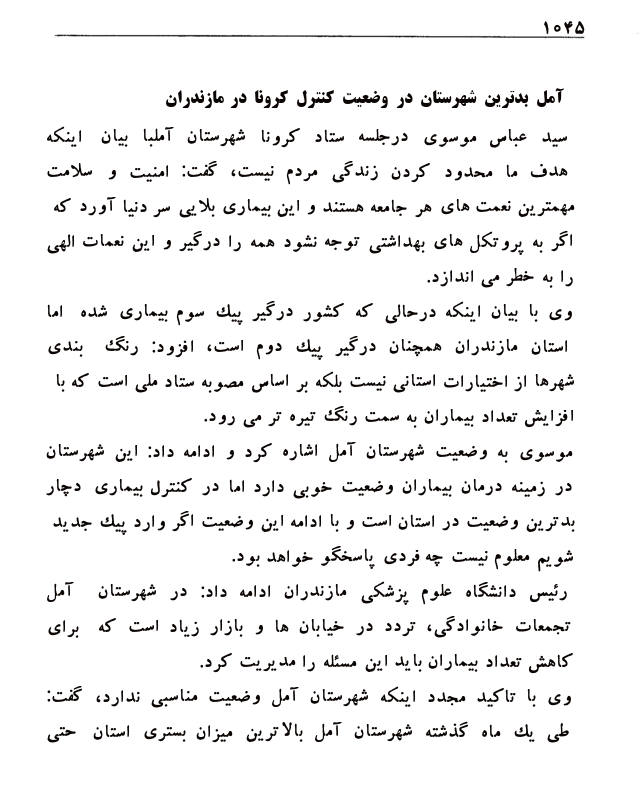 ۱۰۴۵
آمل بدترین شهرستان در وضعیت کنترل کرونا در مازندران
سید عباس موسوی درجلسه ستاد کرونا شهرستان آملبا بیان اینکه
هدف ما محدود کردن زندگی مردم نیست، گفت: امنیت و سلامت
مهمترین نعمت های هر جامعه هستند و این بیماری بلایی سر دنیا آورد که
اگر به پروتکل های بهداشتی توجه نشود همه را درگیر و این نعمات الهی
را به خطر می اندازد.
وی با بیان اینکه درحالی که کشور درگیر پیک سوم بیماری شده اما
استان مازندران همچنان درگیر پیک دوم است، افزود: رنگ بندی
شهرها از اختیارات استانی نیست بلکه بر اساس مصوبه ستاد ملی است که با
افزایش تعداد بیماران به سمت رنگ تیره تر می رود.
موسوی به وضعیت شهرستان آمل اشاره کرد و ادامه داد: این شهرستان
در زمینه درمان بیماران وضعیت خوبی دارد اما در کنترل بیماری دچار
بدترین وضعیت در استان است و با ادامه این وضعیت اگر وارد پیک جدید
شویم معلوم نیست چه فردی پاسخگو خواهد بود.
رئیس دانشگاه علوم پزشکی مازندران ادامه داد: در شهرستان آمل
تجمعات خانوادگی، تردد در خیابان ها و بازار زیاد است که برای
کاهش تعداد بیماران باید این مسئله را مدیریت کرد.
وی با تاکید مجدد اینکه شهرستان آمل وضعیت مناسبی ندارد، گفت:
طی یک ماه گذشته شهرستان آمل بالاترین میزان بستری استان حتی